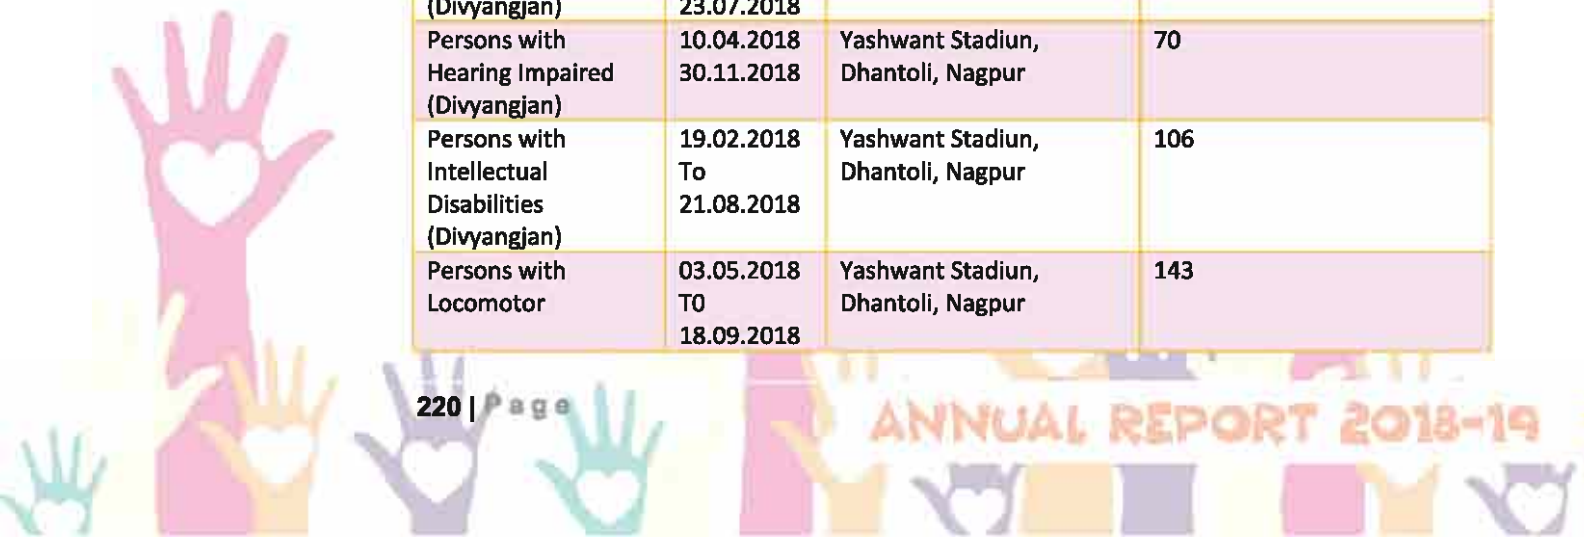 (Divyangjan) 23.07.2018
Persons with 10.04.2018 Yashwant Stadiun, 70
Hearing Impaired 30.11.2018 Dhantoli, Nagpur
(Divyangjan)
Persons with 19.02.2018 Yashwant Stadiun, 106
Intellectual To Dhantoli, Nagpur
Disabilities 21.08.2018
(Divyangjan)
Persons with 03.05.2018 Yashwant Stadiun, 143
Locomotor T0 Dhantoli, Nagpur
18.09.2018
220 | Page
ANNUAL REPORT 2018-19